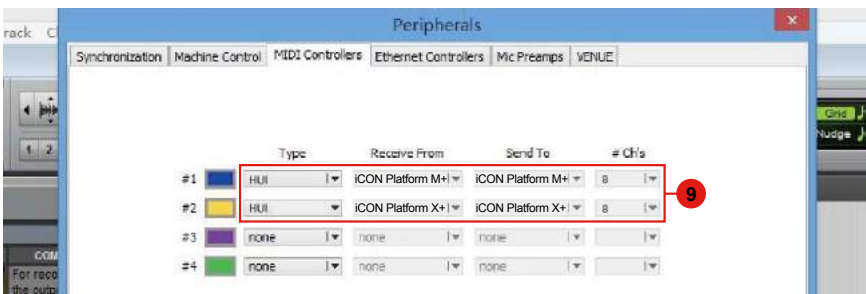 Peripherals
rack C
Synchronization Machine Control MIDI Controllers Ethernet Controllers Mic Preamps VENUE
Grid
1 2
Nudge
Type Receive From Send To # Ch's
#1 HUI iCON Platform M+ iCON Platform M+ 8
9
#2 HUI iCON Platform X+ iCON Platform X+ 8
#3 none none none
COM
#4 none none none
For reco
the outp